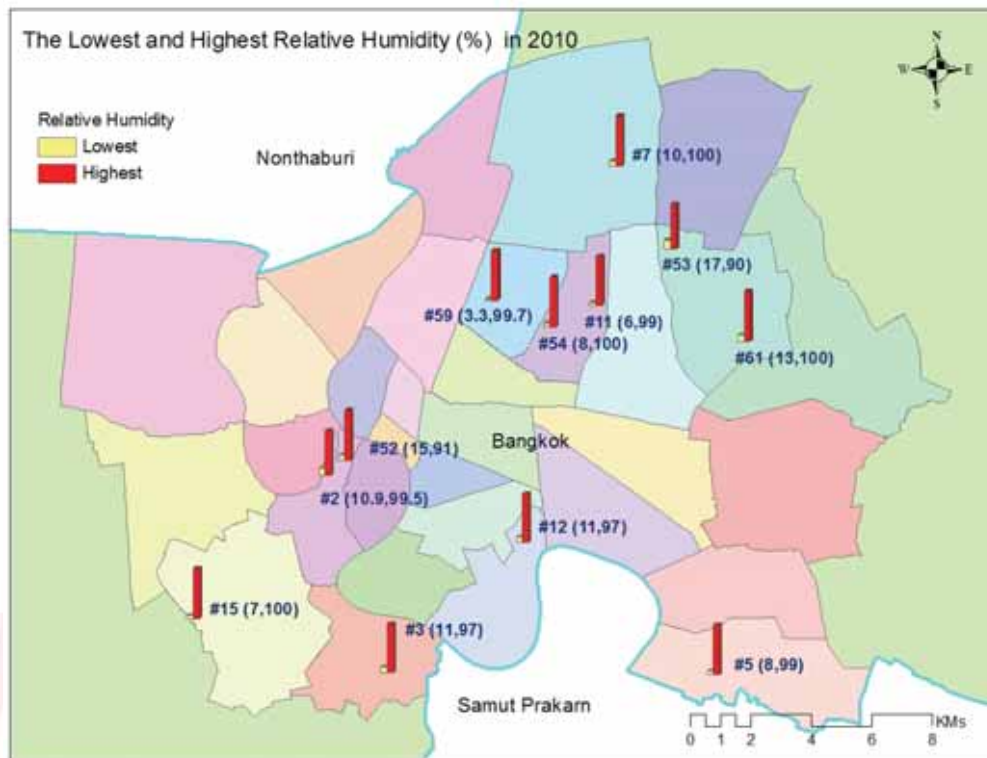 The Lowest and Highest Relative Humidity (%) in 2010
N
W E
S
Relative Humidity
Lowest
Highest
Nonthaburi
#7 (10,100)
#53 (17,90)
#59 (3.3,99.7)
#11 (6,99)
#54 (8,100)
#61 (13,100)
Bangkok
#52 (15,91)
#2 (10.9,99.5)
#12 (11,97)
#15 (7,100)
#3 (11,97)
#5 (8,99)
Samut Prakarn
KMs
0 1 2 4 6 8